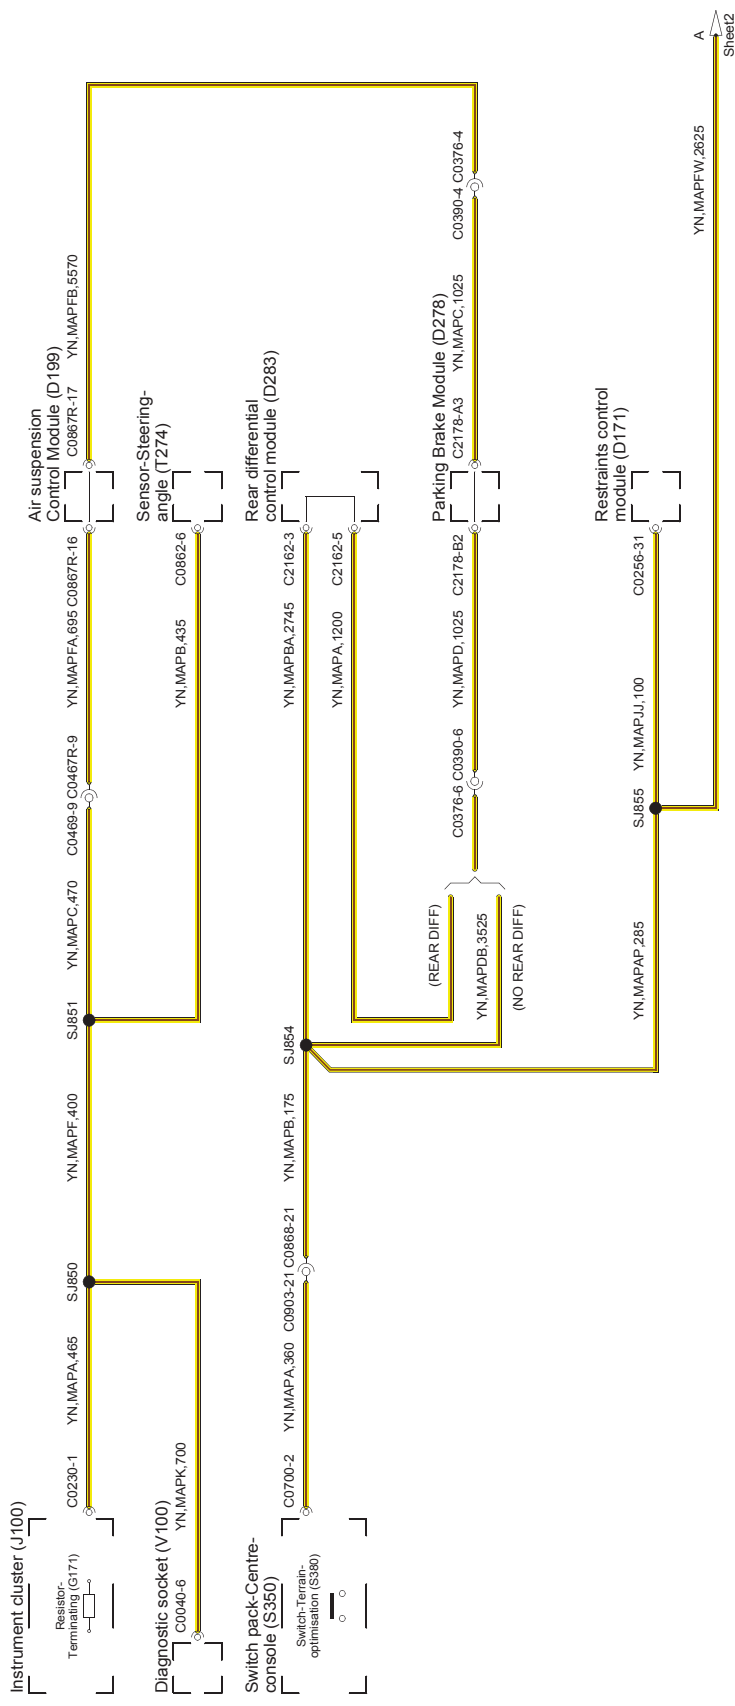 Instrument cluster (J100)
Resistor-
Terminating (G171)
C0230-1
YN,MAPA,465
SJ850
YN,MAPF,400
SJ851
YN,MAPC,470
C0469-9
C0467R-9
YN,MAPFA,695
C0867R-16
Air suspension
Control Module (D199)
C0867R-17
YN,MAPFB,5570
Diagnostic socket (V100)
C0040-6
YN,MAPK,700
YN,MAPB,435
C0862-6
Sensor-Steering-
angle (T274)
Switch pack-Centre-
console (S350)
Switch-Terrain-
optimisation (S380)
C0700-2
YN,MAPA,360
C0903-21
C0868-21
YN,MAPB,175
SJ854
YN,MAPBA,2745
C2162-3
Rear differential
control module (D283)
YN,MAPA,1200
C2162-5
(REAR DIFF)
YN,MAPDB,3525
(NO REAR DIFF)
C0376-6
C0390-6
YN,MAPD,1025
C2178-B2
Parking Brake Module (D278)
C2178-A3
YN,MAPC,1025
C0390-4
C0376-4
YN,MAPAP,285
SJ855
YN,MAPJJ,100
C0256-31
Restraints control
module (D171)
YN,MAPFW,2625
A
Sheet2